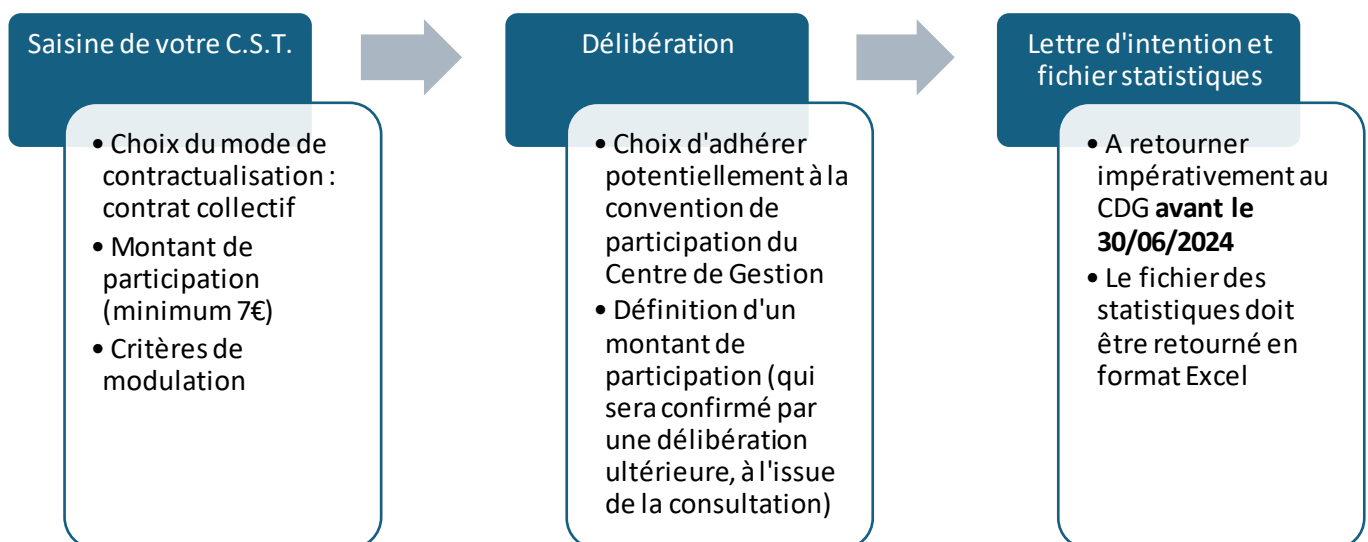 Saisine de votre C.S.T.
• Choix du mode de
contractualisation :
contrat collectif
• Montant de
participation
(minimum 7€)
• Critères de
modulation
Délibération
• Choix d'adhérer
potentiellement à la
convention de
participation du
Centre de Gestion
• Définition d'un
montant de
participation (qui
sera confirmé par
une délibération
ultérieure, à l'issue
de la consultation)
Lettre d'intention et
fichier statistiques
• A retourner
impérativement au
CDG avant le
30/06/2024
• Le fichier des
statistiques doit
être retourné en
format Excel